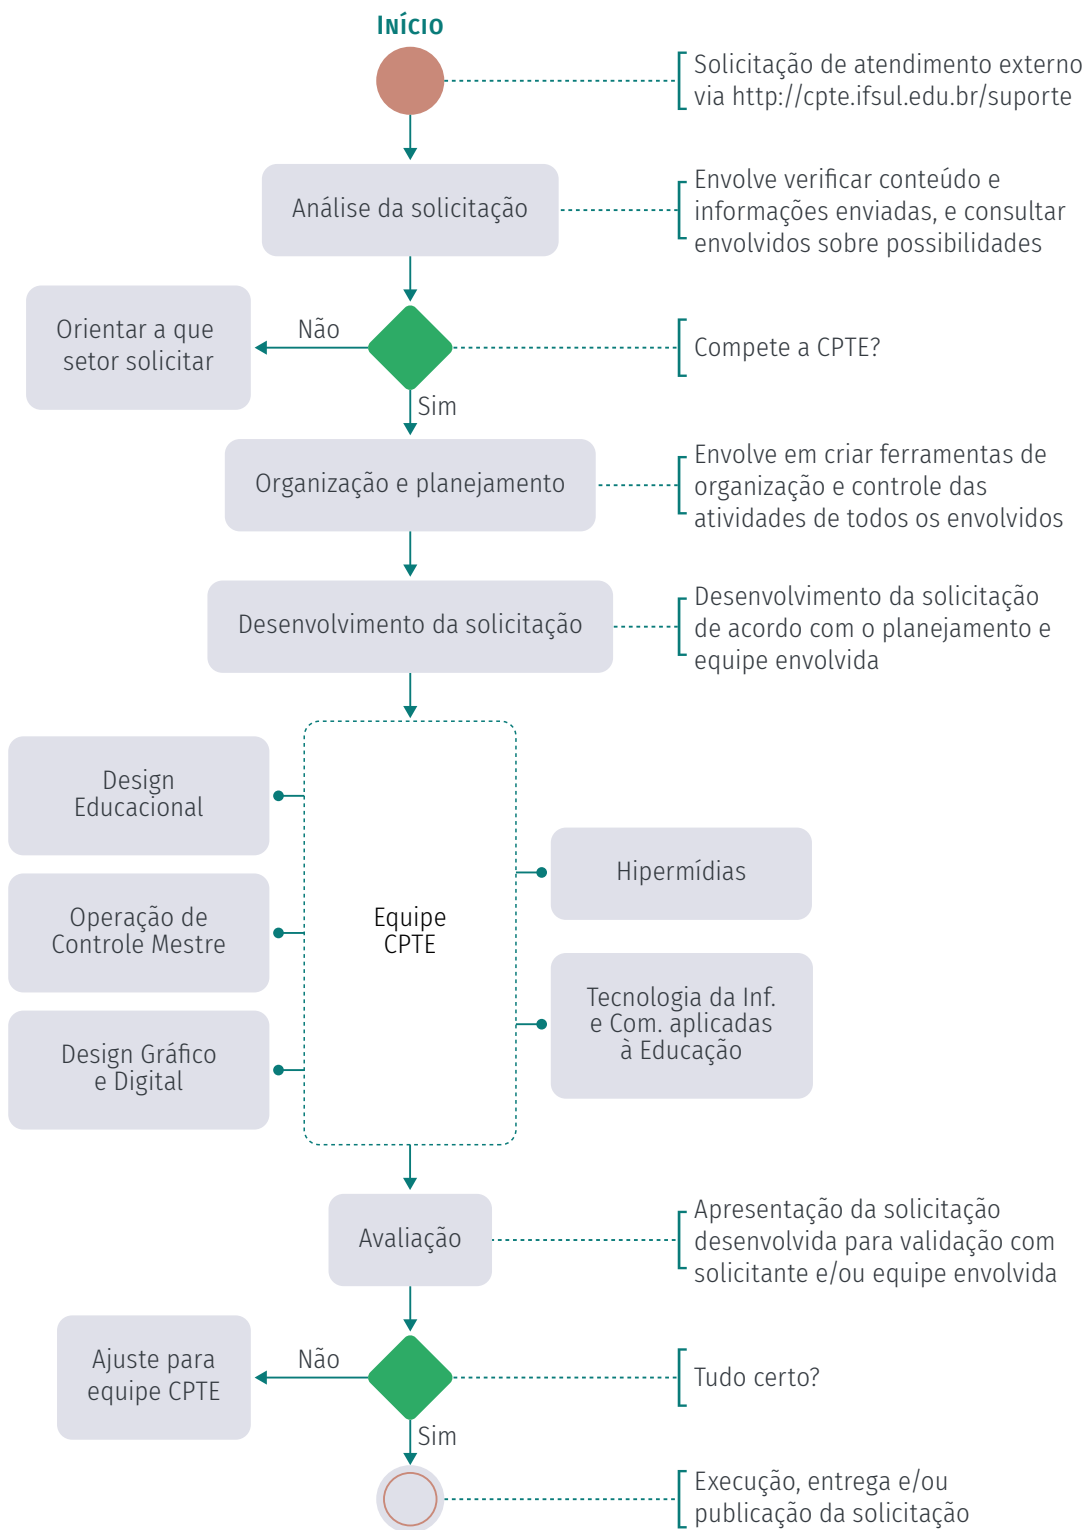 Início
Solicitação de atendimento externo
via http://cpte.ifsul.edu.br/suporte
Análise da solicitação
Envolve verificar conteúdo e
informações enviadas, e consultar
envolvidos sobre possibilidades
Orientar a que
setor solicitar
Não
Compete a CPTE?
Sim
Organização e planejamento
Envolve em criar ferramentas de
organização e controle das
atividades de todos os envolvidos
Desenvolvimento da solicitação
Desenvolvimento da solicitação
de acordo com o planejamento e
equipe envolvida
Design
Educacional
Operação de
Controle Mestre
Design Gráfico
e Digital
Equipe
CPTE
Hipermídias
Tecnologia da Inf.
e Com. aplicadas
à Educação
Avaliação
Apresentação da solicitação
desenvolvida para validação com
solicitante e/ou equipe envolvida
Ajuste para
equipe CPTE
Não
Tudo certo?
Sim
Execução, entrega e/ou
publicação da solicitação